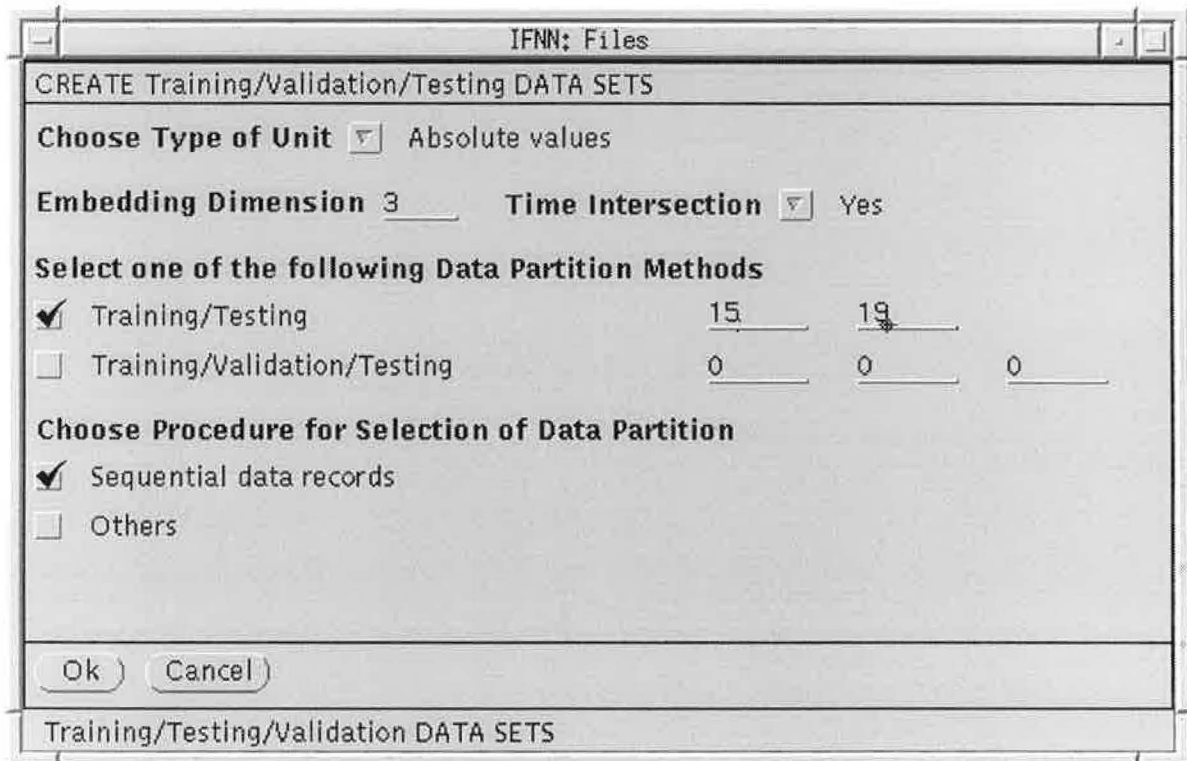 IFNN: Files
CREATE Training/Validation/Testing DATA SETS
Choose Type of Unit Absolute values
Embedding Dimension 3 Time Intersection Yes
Select one of the following Data Partition Methods
Training/Testing 15 19
Training/Validation/Testing 0 0 0
Choose Procedure for Selection of Data Partition
Sequential data records
Others
Ok Cancel
Training/Testing/Validation DATA SETS